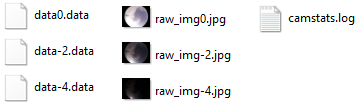 data0.data
raw_img0.jpg
camstats.log
data-2.data
raw_img-2.jpg
data-4.data
raw_img-4.jpg